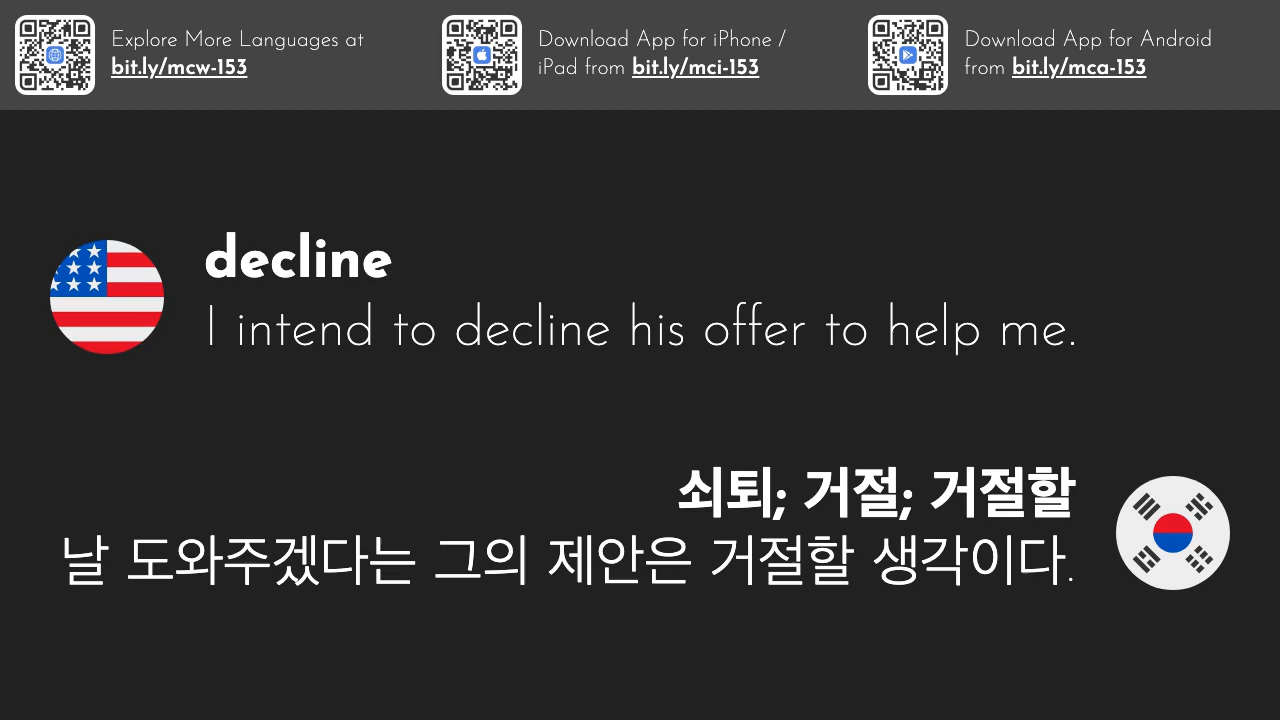 Explore More Languages at
bit.ly/mcw-153
Download App for iPhone /
iPad from bit.ly/mci-153
Download App for Android
from bit.ly/mca-153
decline
I intend to decline his offer to help me.
쇠퇴; 거절; 거절할
날 도와주겠다는 그의 제안은 거절할 생각이다.